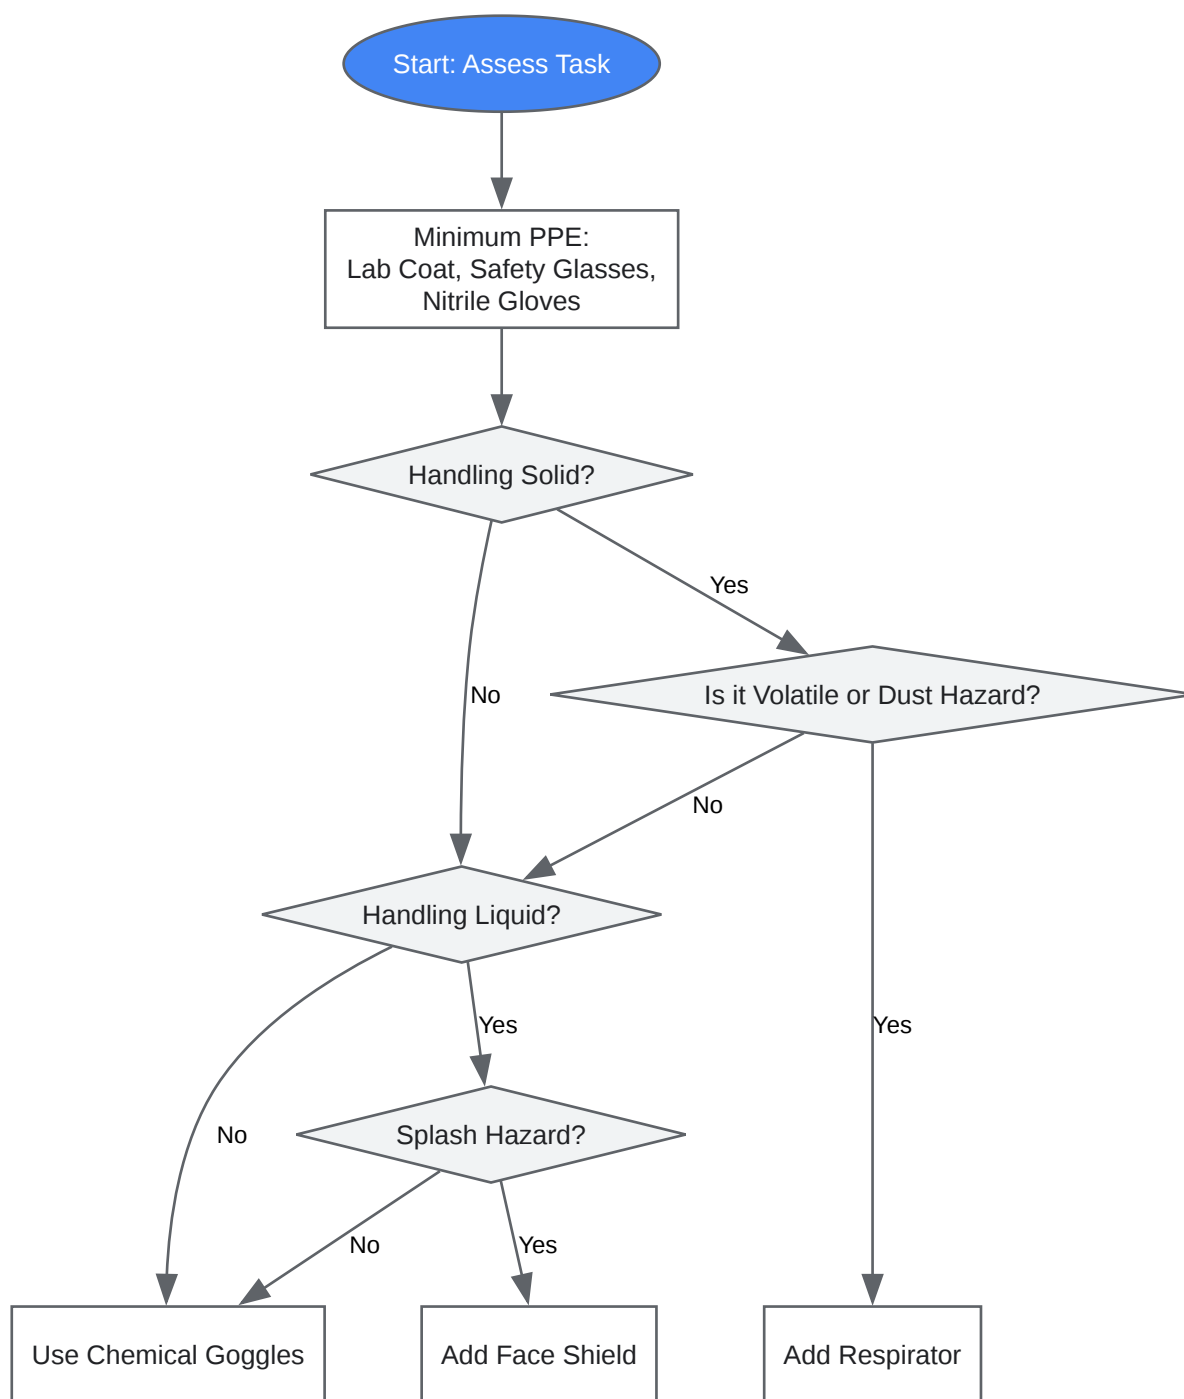 Start: Assess Task
Minimum PPE:
Lab Coat, Safety Glasses,
Nitrile Gloves
Handling Solid?
Yes
No
Is it Volatile or Dust Hazard?
No
Handling Liquid?
Yes
Yes
No
Splash Hazard?
No
Yes
Use Chemical Goggles
Add Face Shield
Add Respirator